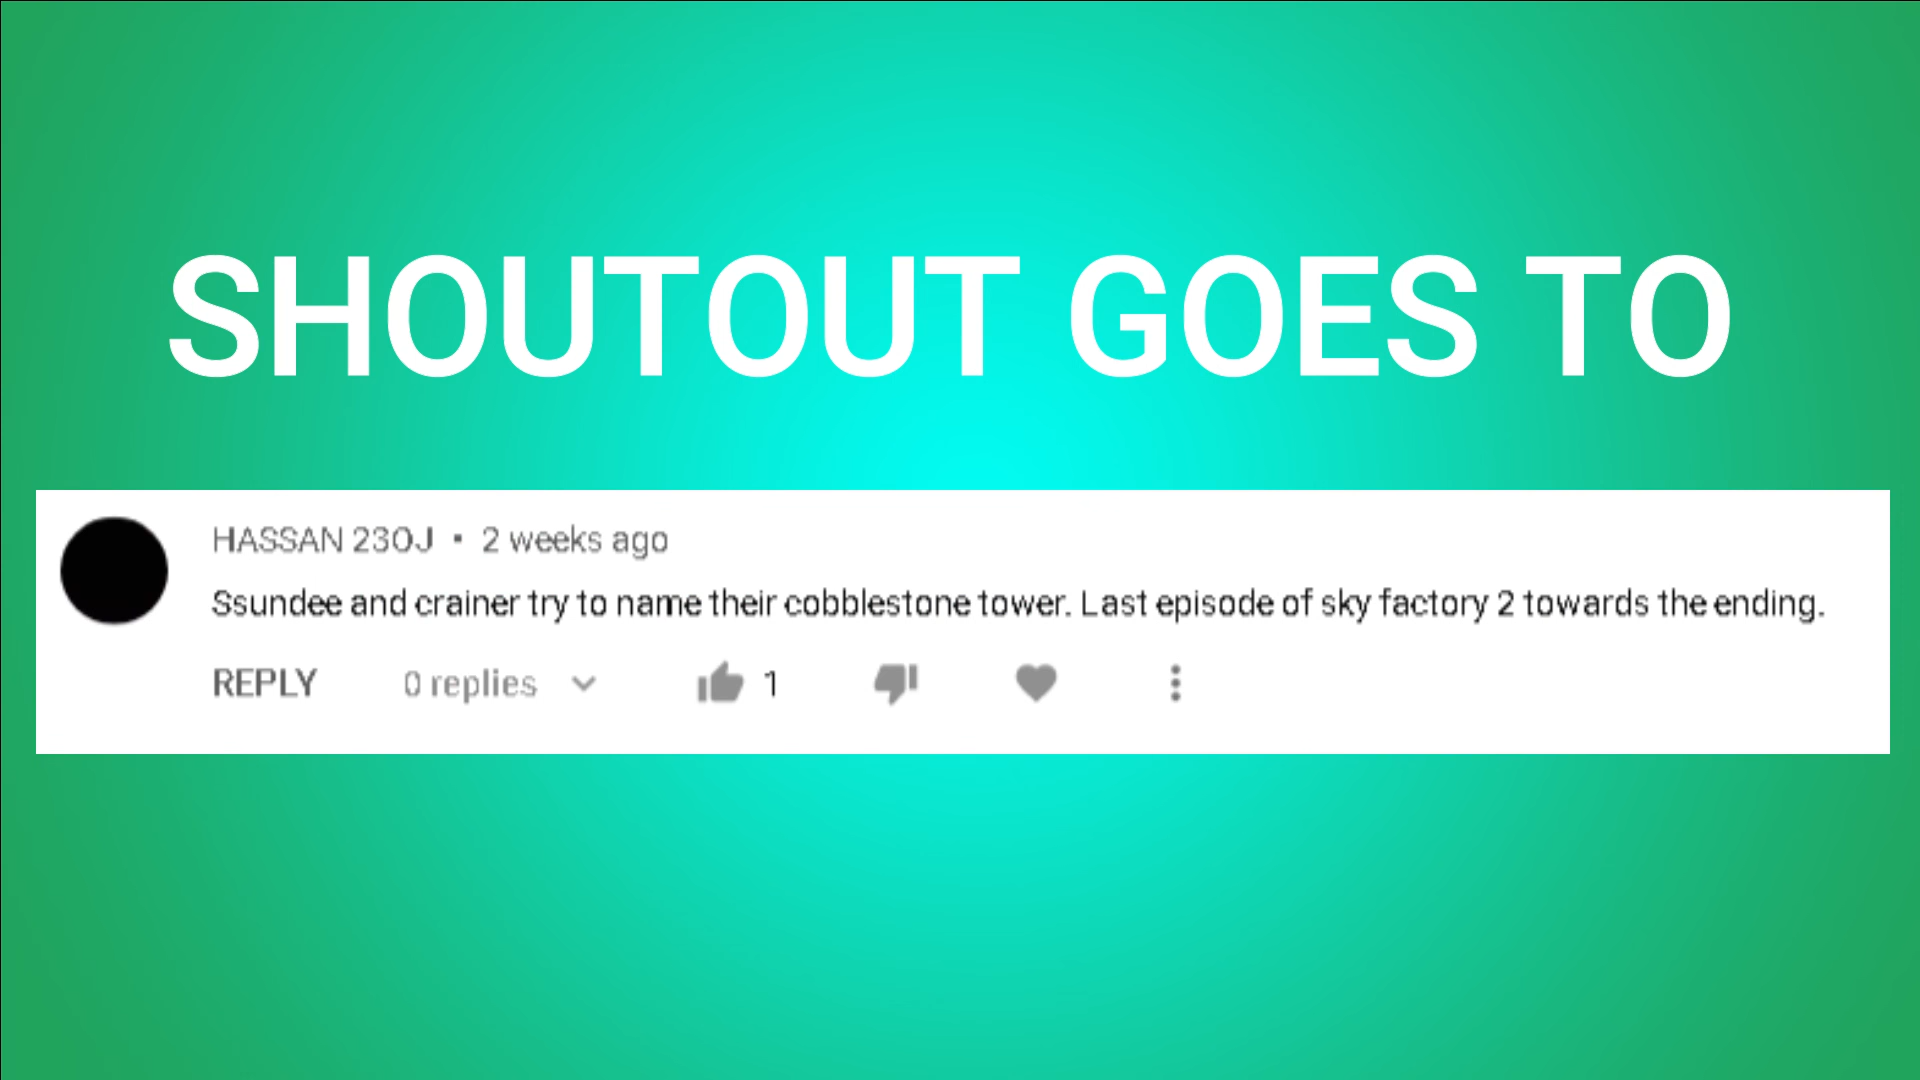 SHOUTOUT GOES TO
HASSAN 23OJ • 2 weeks ago
Ssundee and crainer try to name their cobblestone tower. Last episode of sky factory 2 towards the ending.
REPLY 0 replies 1